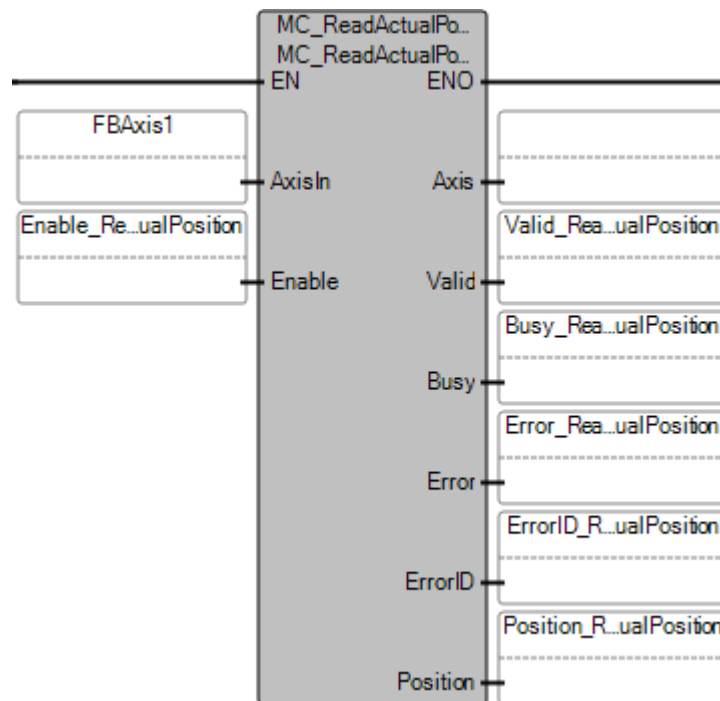 MC_ReadActualPo...
MC_ReadActualPo...
EN ENO
FBAxis1
AxisIn Axis
Enable_Re...ualPosition Valid_Rea...ualPosition
Enable Valid
Busy_Rea...ualPosition
Busy
Error_Rea...ualPosition
Error
ErrorID_R...ualPosition
ErrorID
Position_R...ualPosition
Position